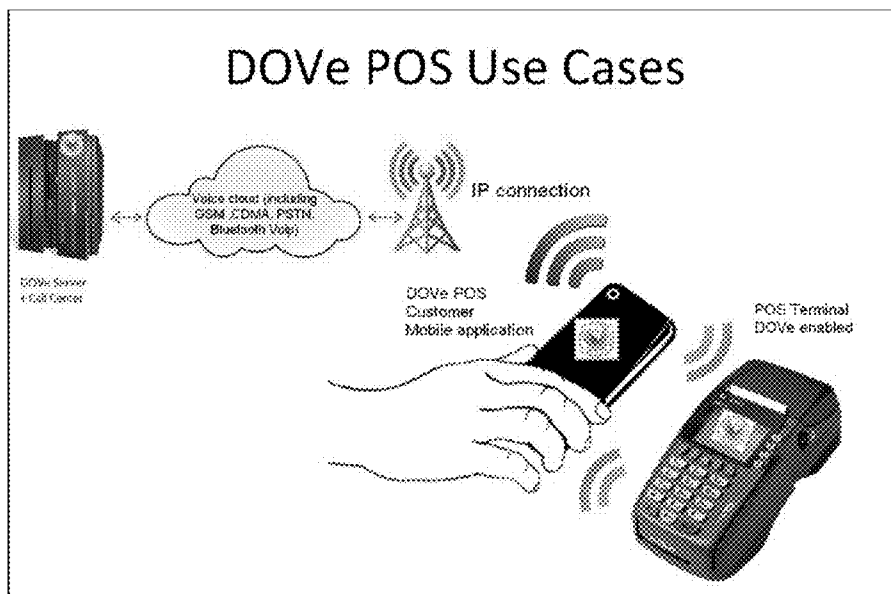 DOVe POS Use Cases
Voice cloud (including
GSM, CDMA, PSTN,
Bluetooth Voip)
IP connection
DOVe Server
+ Call Center
DOVe POS
Customer
Mobile application
POS Terminal
DOVe enabled